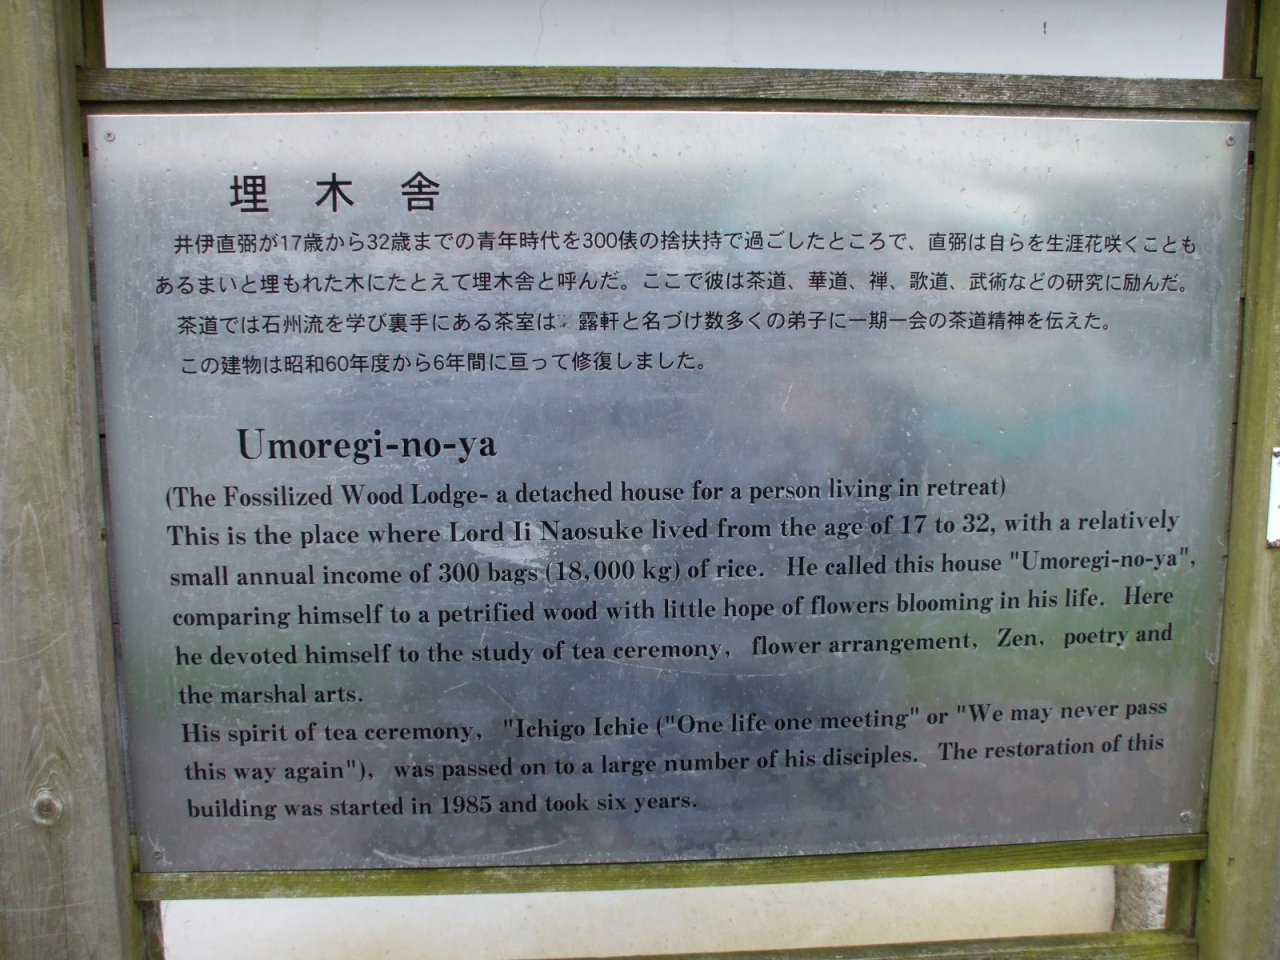 埋木舎
井伊直弼が17歳から32歳までの青年時代を300俵の捨扶持で過ごしたところで、直弼は自らを生涯花咲くことも
あるまいと埋もれた木にたとえて埋木舎と呼んだ。ここで彼は茶道、華道、禅、歌道、武術などの研究に励んだ。
茶道では石州流を学び裏手にある茶室は 露軒と名づけ数多くの弟子に一期一会の茶道精神を伝えた。
この建物は昭和60年度から6年間に亘って修復しました。
Umoregi-no-ya
(The Fossilized Wood Lodge- a detached house for a person living in retreat)
This is the place where Lord Ii Naosuke lived from the age of 17 to 32, with a relatively
small annual income of 300 bags (18,000 kg) of rice. He called this house "Umoregi-no-ya",
comparing himself to a petrified wood with little hope of flowers blooming in his life. Here
he devoted himself to the study of tea ceremony, flower arrangement, Zen, poetry and
the marshal arts.
His spirit of tea ceremony, "Ichigo Ichie ("One life one meeting" or "We may never pass
this way again"), was passed on to a large number of his disciples. The restoration of this
building was started in 1985 and took six years.